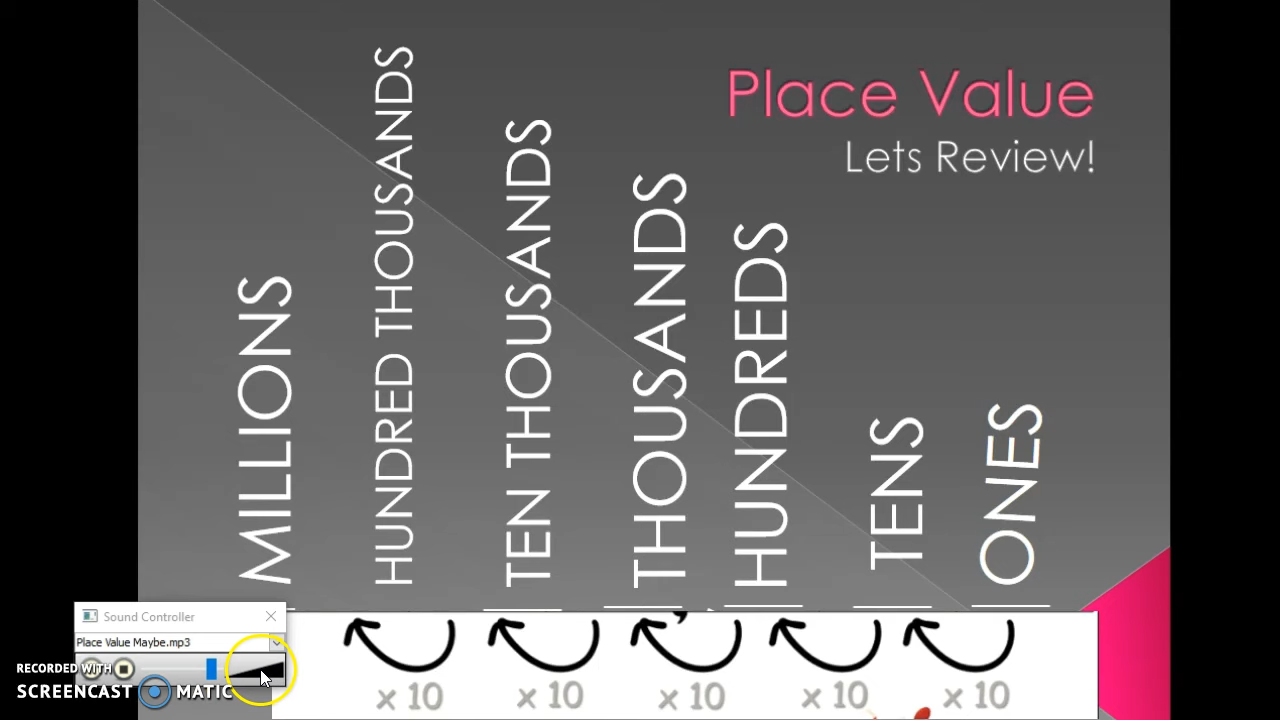 Place Value
Lets Review!
MILLIONS
HUNDRED THOUSANDS
TEN THOUSANDS
THOUSANDS
HUNDREDS
TENS
ONES
Sound Controller
Place Value Maybe.mp3
RECORDED WITH
SCREENCAST MATIC
x 10
x 10
x 10
x 10
x 10